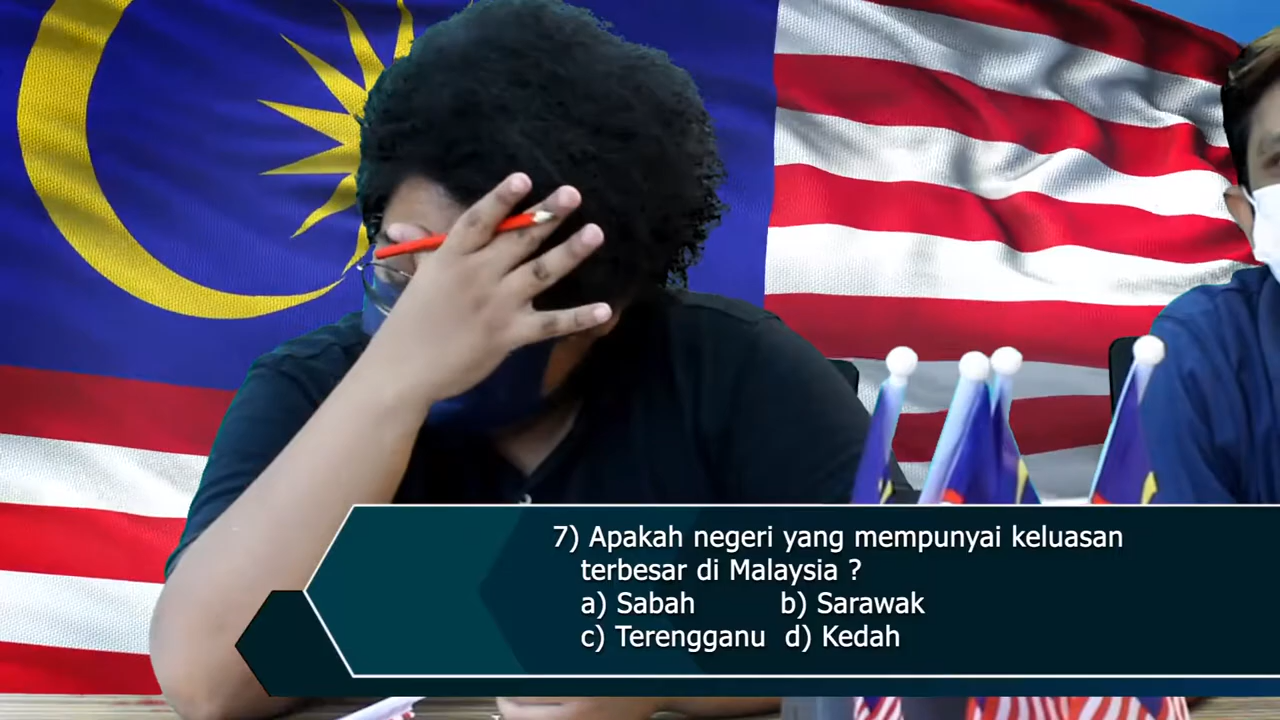 7) Apakah negeri yang mempunyai keluasan
terbesar di Malaysia ?
a) Sabah b) Sarawak
c) Terengganu d) Kedah